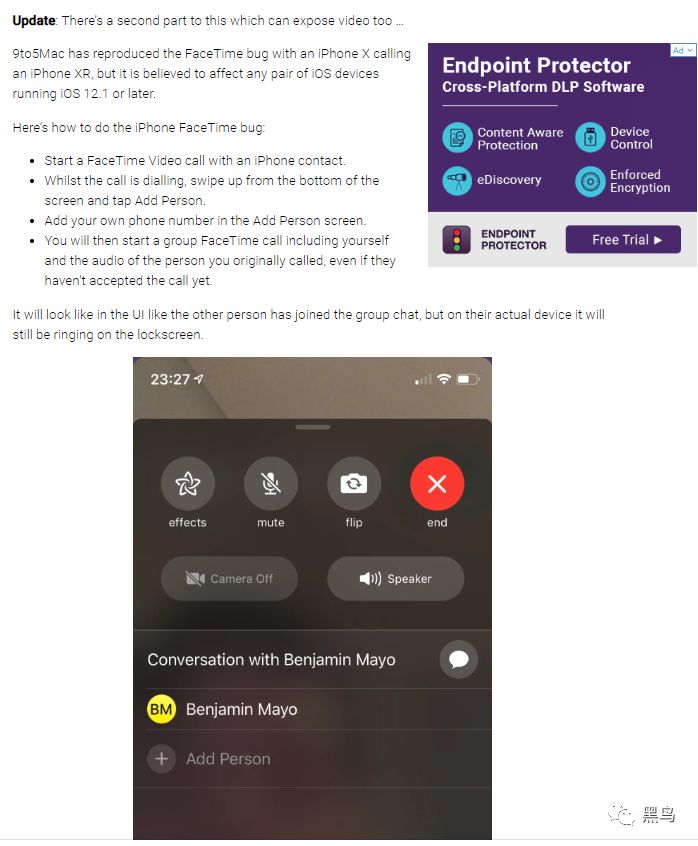 Update: There's a second part to this which can expose video too ...
9to5Mac has reproduced the FaceTime bug with an iPhone X calling
an iPhone XR, but it is believed to affect any pair of iOS devices
running iOS 12.1 or later.
Here's how to do the iPhone FaceTime bug:
• Start a FaceTime Video call with an iPhone contact.
• Whilst the call is dialling, swipe up from the bottom of the
screen and tap Add Person.
• Add your own phone number in the Add Person screen.
• You will then start a group FaceTime call including yourself
and the audio of the person you originally called, even if they
haven't accepted the call yet.
Ad
Endpoint Protector
Cross-Platform DLP Software
Content Aware
Protection
Device
Control
eDiscovery
Enforced
Encryption
ENDPOINT
PROTECTOR
Free Trial
It will look like in the UI like the other person has joined the group chat, but on their actual device it will
still be ringing on the lockscreen.
23:27
effects
mute
flip
end
Camera Off
Speaker
Conversation with Benjamin Mayo
BM
Benjamin Mayo
Add Person
黑鸟